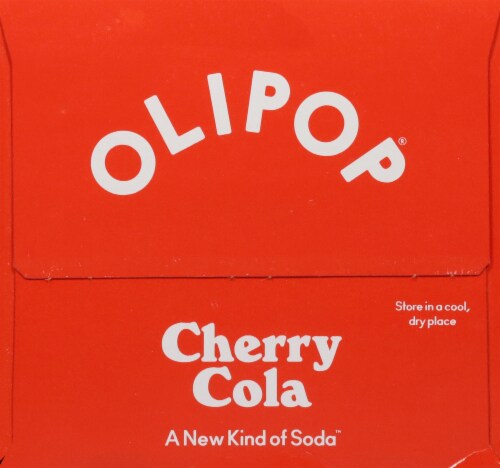 OLIPOP®
Store in a cool,
dry place
Cherry
Cola
A New Kind of Soda™